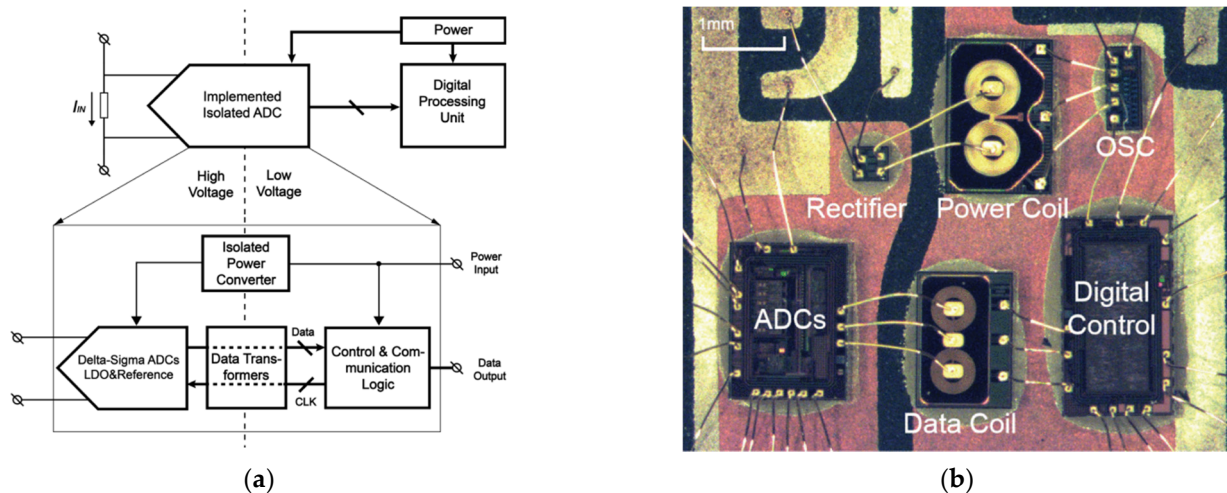 Power
Implemented
Isolated ADC
Digital
Processing
Unit
IIN
High
Voltage
Low
Voltage
Isolated
Power
Converter
Power
Input
Delta-Sigma ADCs
LDO&Reference
Data Trans-
formers
Data
CLK
Control & Com-
munication
Logic
Data
Output
(a)
1mm
OSC
Rectifier
Power Coil
ADCs
Digital
Control
Data Coil
(b)